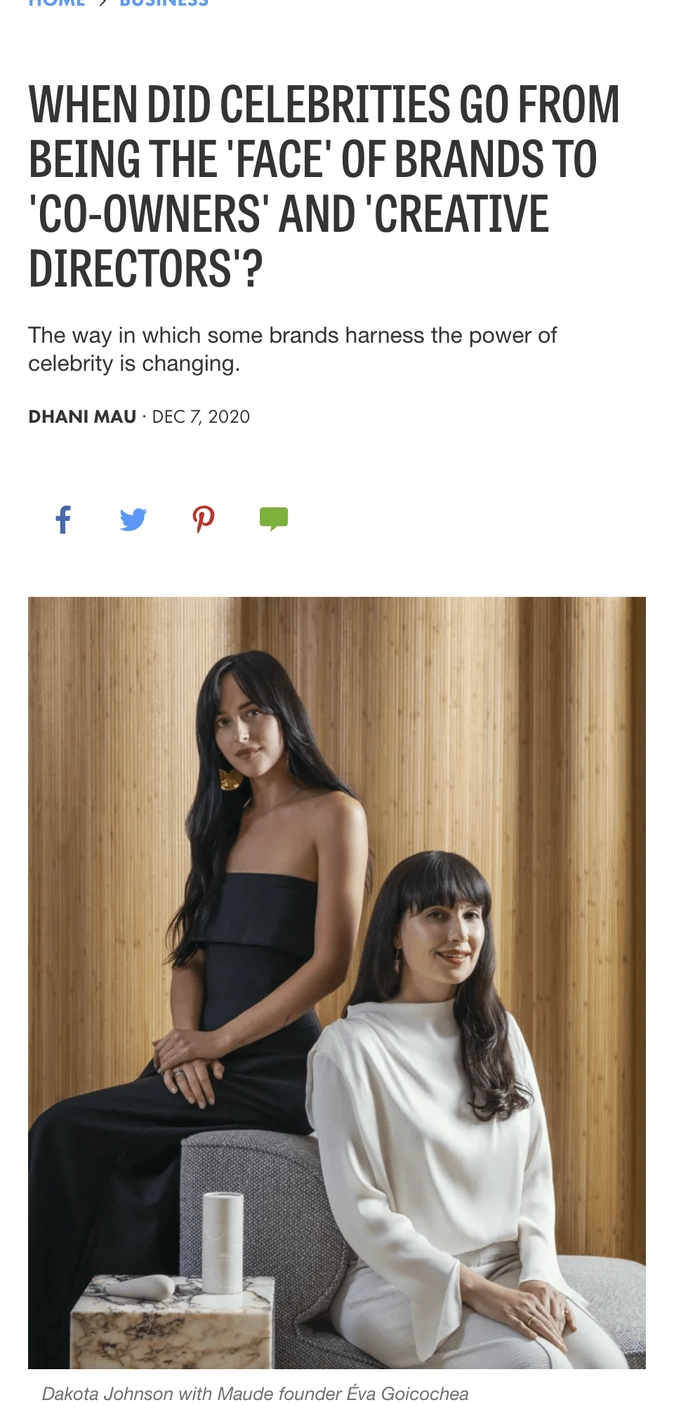 HOME > BUSINESS
WHEN DID CELEBRITIES GO FROM
BEING THE 'FACE' OF BRANDS TO
'CO-OWNERS' AND 'CREATIVE
DIRECTORS'?
The way in which some brands harness the power of
celebrity is changing.
DHANI MAU · DEC 7, 2020
Dakota Johnson with Maude founder Éva Goicochea